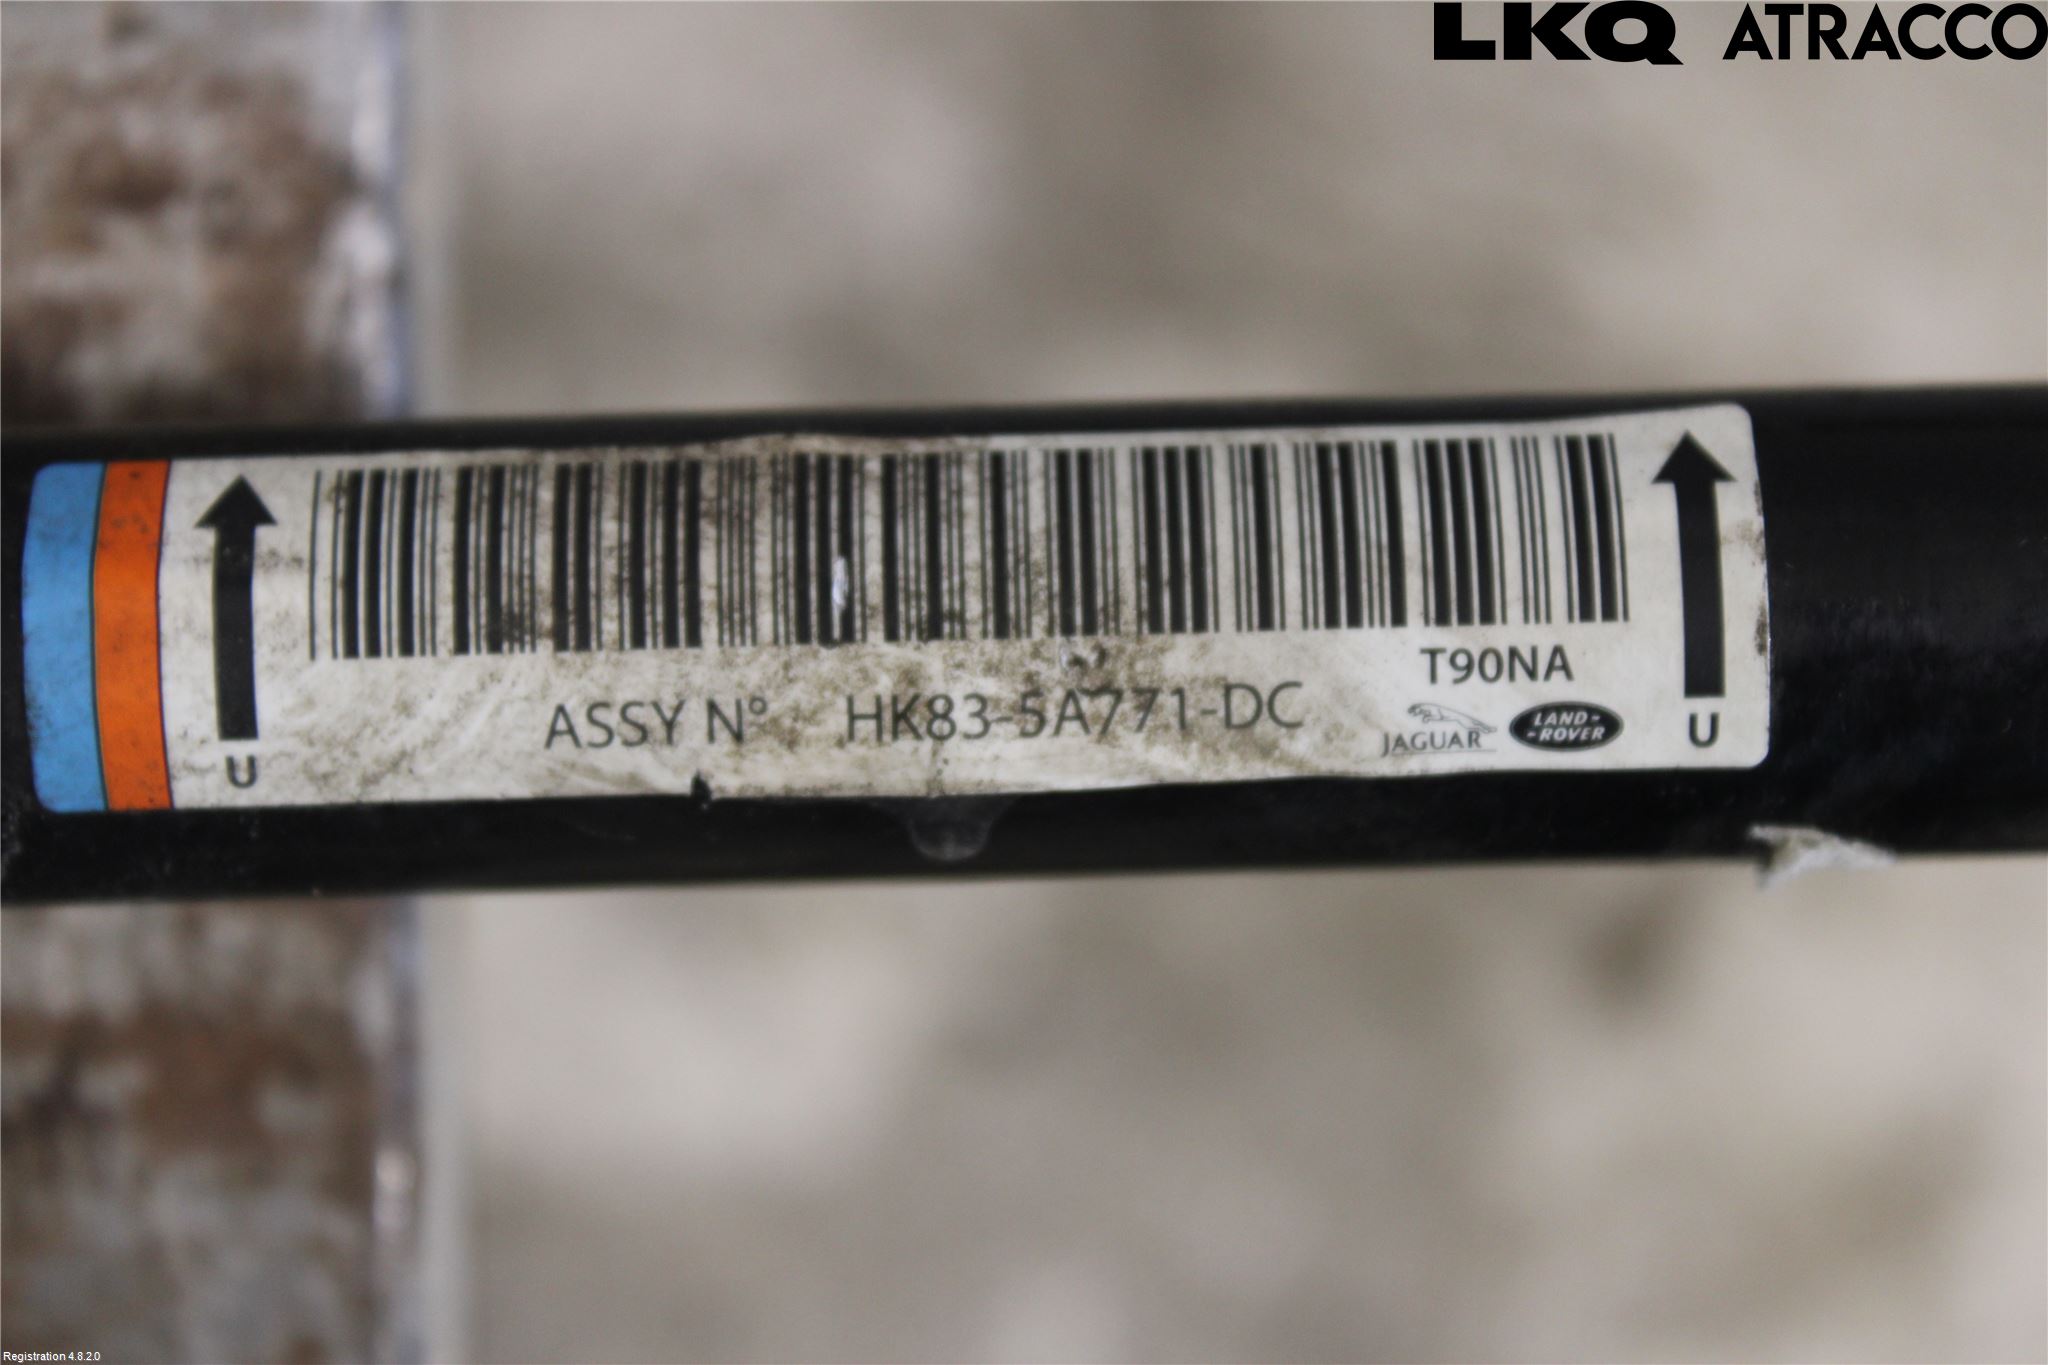 LKQ ATRACCO
T90NA
ASSY N° HK83-5A771-DC
JAGUAR
LAND-
-ROVER
U
U
Registration 4.8.2.0